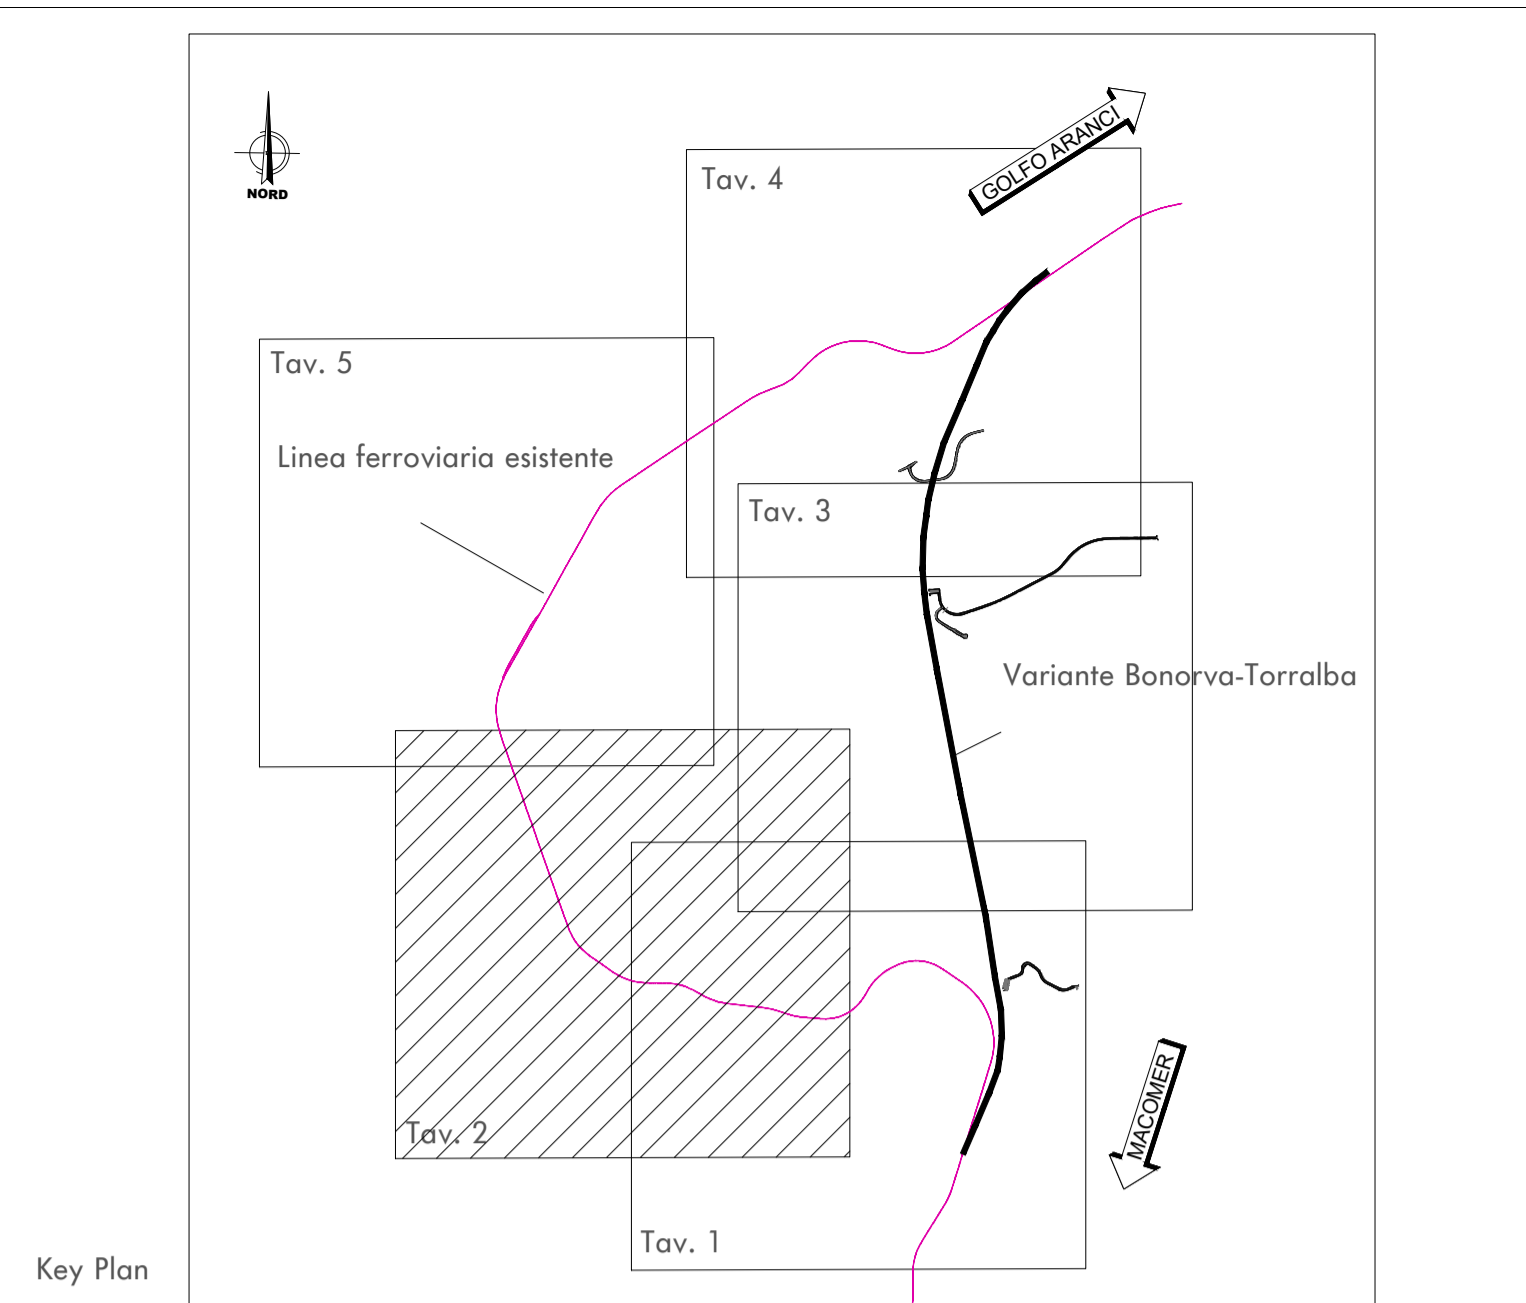 GOLFO ARANCI
NORD
Tav. 4
Tav. 5
Linea ferroviaria esistente
Tav. 3
Variante Bonorva-Torralba
MACOMER
Tav. 2
Tav. 1
Key Plan